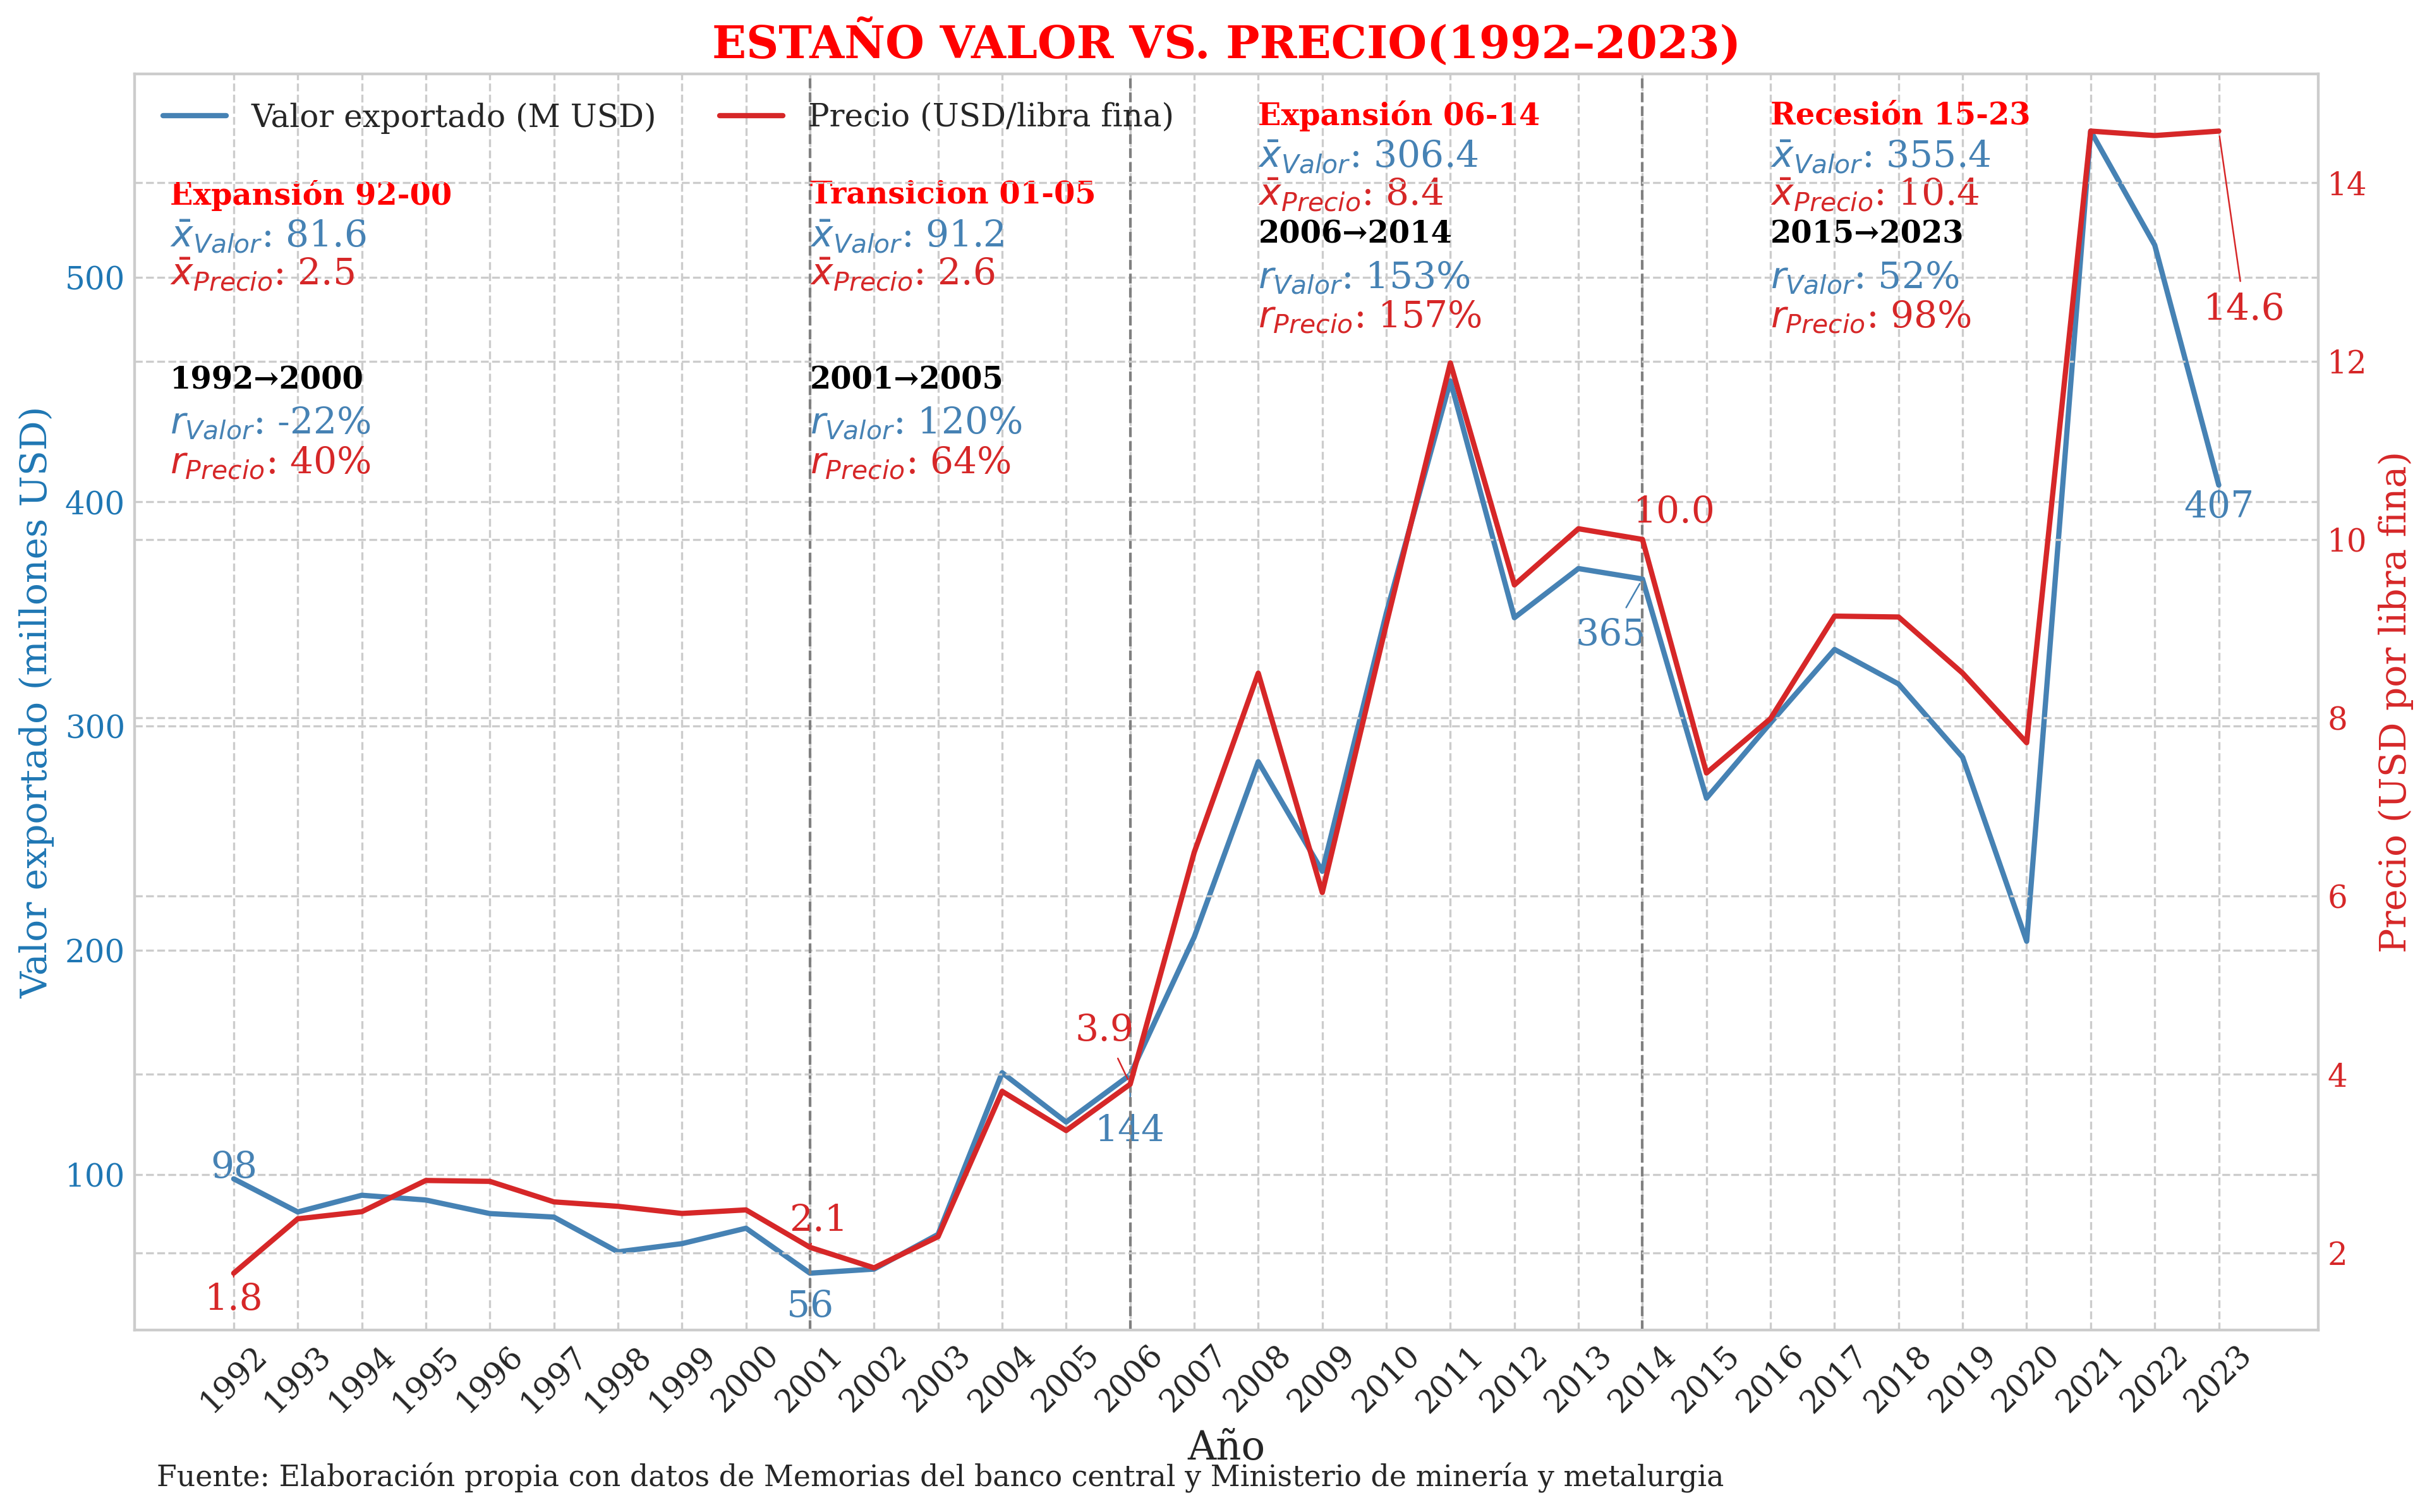 ESTAÑO VALOR VS. PRECIO(1992–2023)
Valor exportado (M USD)
Precio (USD/libra fina)
Expansión 92-00
x̄Valor: 81.6
x̄Precio: 2.5
1992→2000
rValor: -22%
rPrecio: 40%
Transicion 01-05
x̄Valor: 91.2
x̄Precio: 2.6
2001→2005
rValor: 120%
rPrecio: 64%
Expansión 06-14
x̄Valor: 306.4
x̄Precio: 8.4
2006→2014
rValor: 153%
rPrecio: 157%
Recesión 15-23
x̄Valor: 355.4
x̄Precio: 10.4
2015→2023
rValor: 52%
rPrecio: 98%
Valor exportado (millones USD)
500
400
300
200
100
98
1.8
2.1
56
3.9
144
10.0
365
14.6
407
14
12
10
8
6
4
2
Precio (USD por libra fina)
1992
1993
1994
1995
1996
1997
1998
1999
2000
2001
2002
2003
2004
2005
2006
2007
2008
2009
2010
2011
2012
2013
2014
2015
2016
2017
2018
2019
2020
2021
2022
2023
Año
Fuente: Elaboración propia con datos de Memorias del banco central y Ministerio de minería y metalurgia